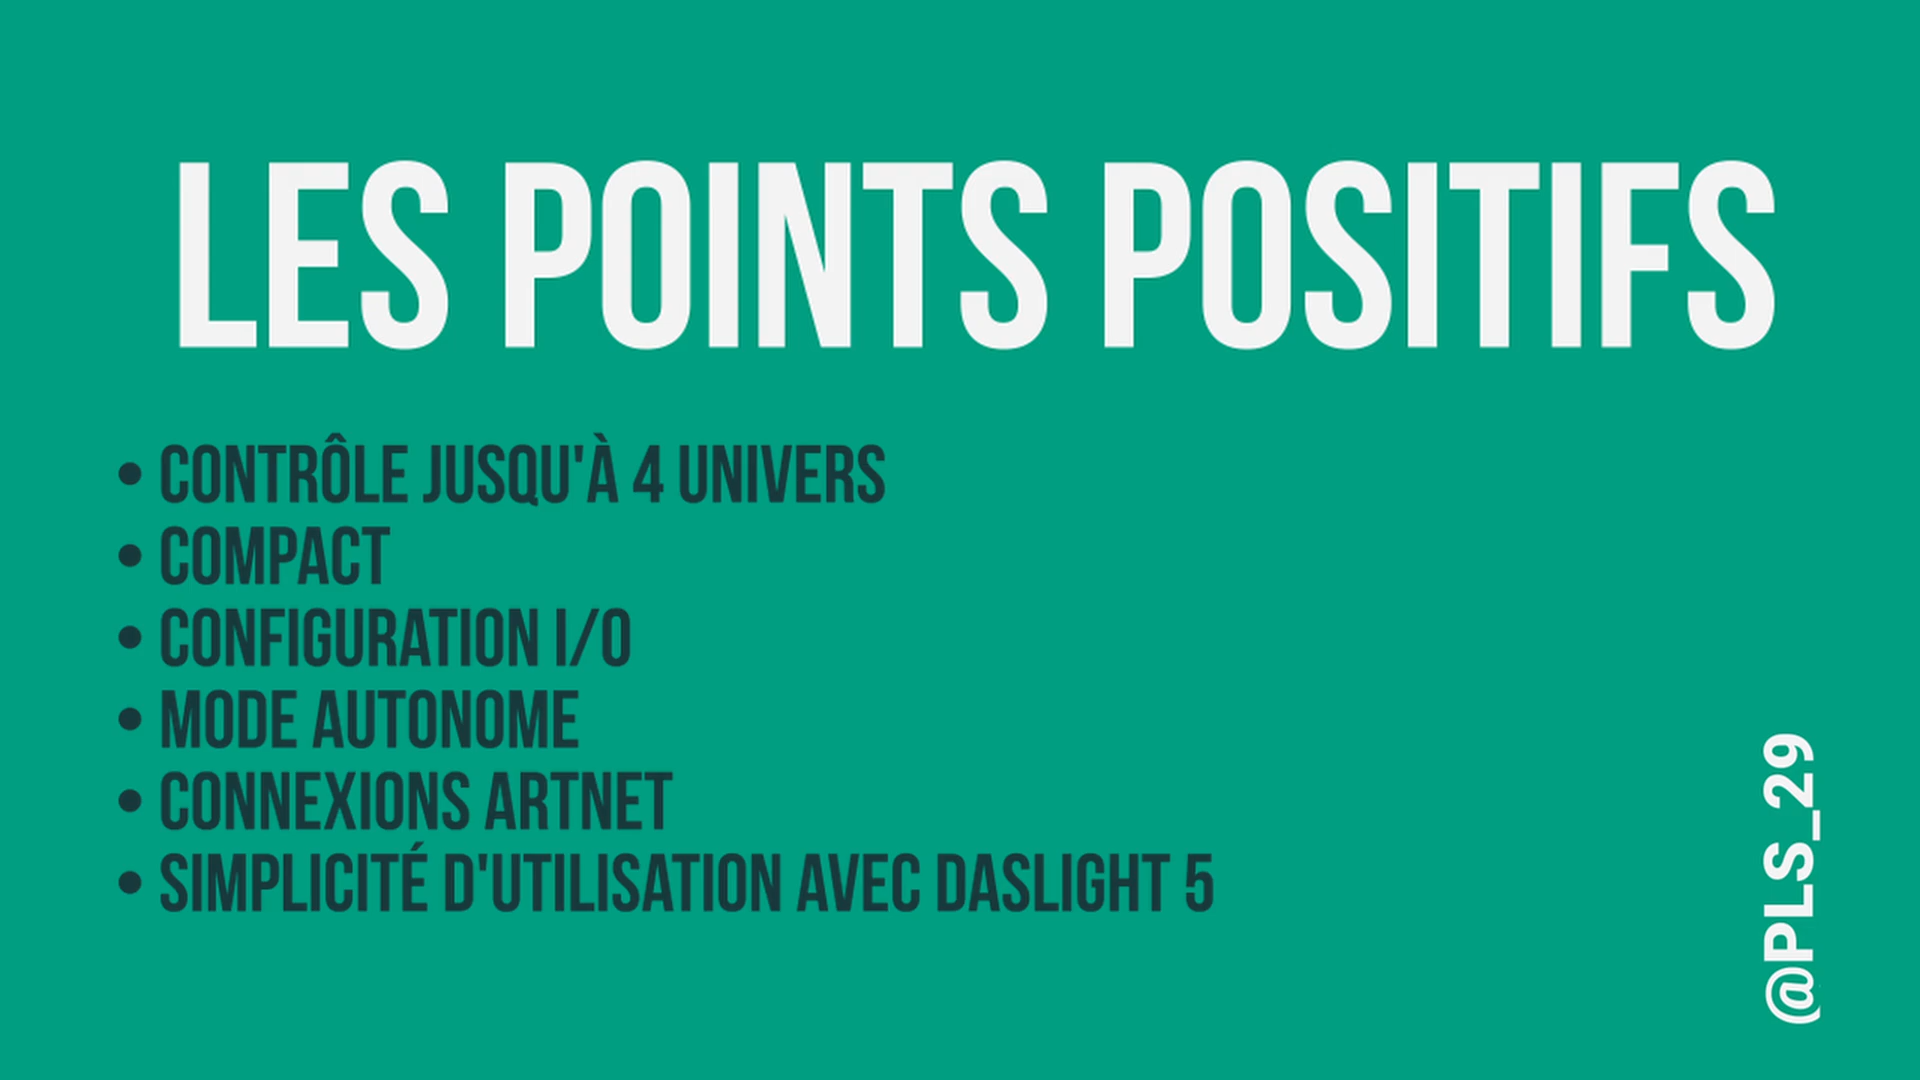 LES POINTS POSITIFS
• CONTRÔLE JUSQU'À 4 UNIVERS
• COMPACT
• CONFIGURATION I/O
• MODE AUTONOME
• CONNEXIONS ARTNET
• SIMPLICITÉ D'UTILISATION AVEC DASLIGHT 5
@PLS_29